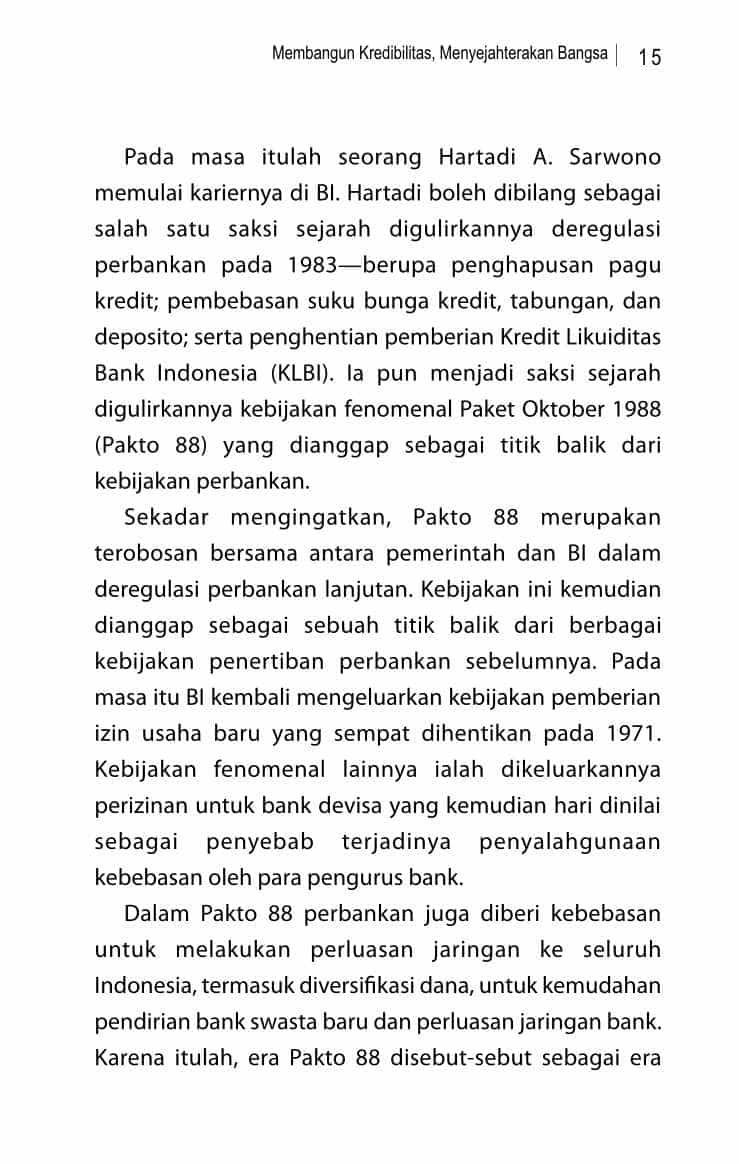 Membangun Kredibilitas, Menyejahterakan Bangsa | 15
Pada masa itulah seorang Hartadi A. Sarwono
memulai kariernya di BI. Hartadi boleh dibilang sebagai
salah satu saksi sejarah digulirkannya deregulasi
perbankan pada 1983—berupa penghapusan pagu
kredit; pembebasan suku bunga kredit, tabungan, dan
deposito; serta penghentian pemberian Kredit Likuiditas
Bank Indonesia (KLBI). Ia pun menjadi saksi sejarah
digulirkannya kebijakan fenomenal Paket Oktober 1988
(Pakto 88) yang dianggap sebagai titik balik dari
kebijakan perbankan.
Sekadar mengingatkan, Pakto 88 merupakan
terobosan bersama antara pemerintah dan BI dalam
deregulasi perbankan lanjutan. Kebijakan ini kemudian
dianggap sebagai sebuah titik balik dari berbagai
kebijakan penertiban perbankan sebelumnya. Pada
masa itu BI kembali mengeluarkan kebijakan pemberian
izin usaha baru yang sempat dihentikan pada 1971.
Kebijakan fenomenal lainnya ialah dikeluarkannya
perizinan untuk bank devisa yang kemudian hari dinilai
sebagai penyebab terjadinya penyalahgunaan
kebebasan oleh para pengurus bank.
Dalam Pakto 88 perbankan juga diberi kebebasan
untuk melakukan perluasan jaringan ke seluruh
Indonesia, termasuk diversifikasi dana, untuk kemudahan
pendirian bank swasta baru dan perluasan jaringan bank.
Karena itulah, era Pakto 88 disebut-sebut sebagai era